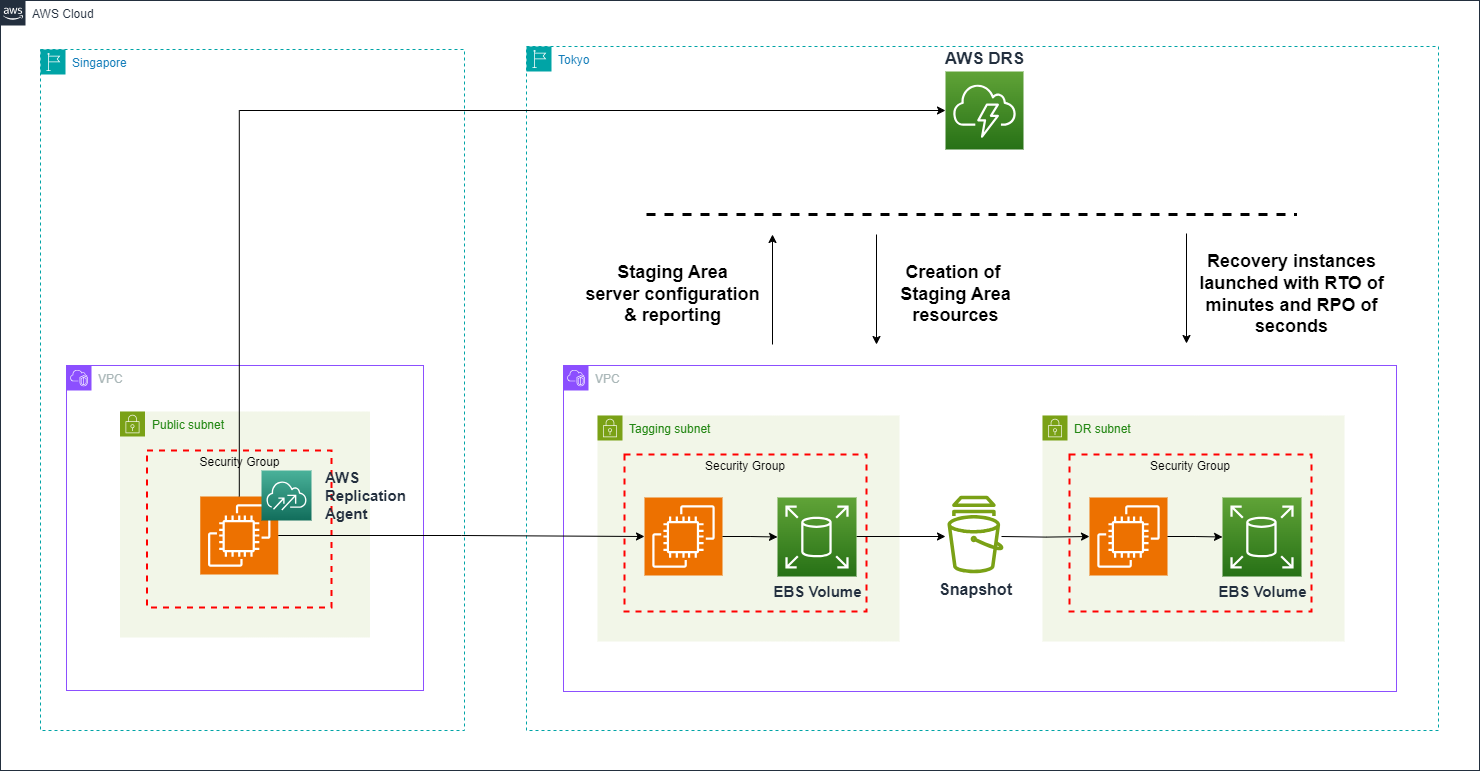 aws
AWS Cloud
Singapore
Tokyo
AWS DRS
Staging Area
server configuration
& reporting
Creation of
Staging Area
resources
Recovery instances
launched with RTO of
minutes and RPO of
seconds
VPC
VPC
Public subnet
Security Group
AWS
Replication
Agent
Tagging subnet
Security Group
EBS Volume
Snapshot
DR subnet
Security Group
EBS Volume